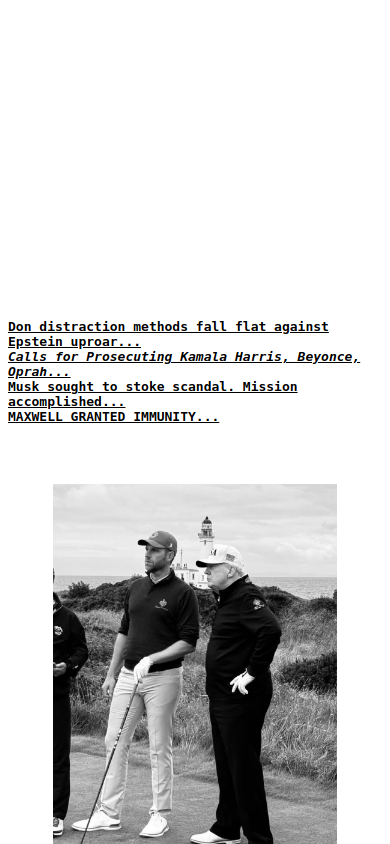 Don distraction methods fall flat against
Epstein uproar...
Calls for Prosecuting Kamala Harris, Beyonce,
Oprah...
Musk sought to stoke scandal. Mission
accomplished...
MAXWELL GRANTED IMMUNITY...